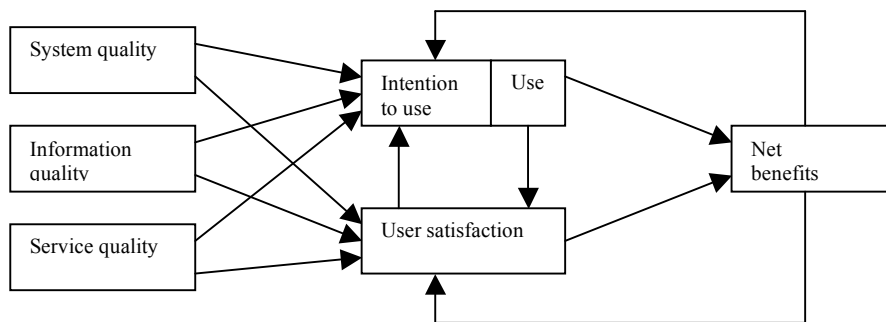 System quality
Intention
to use
Use
Information
quality
Net
benefits
User satisfaction
Service quality